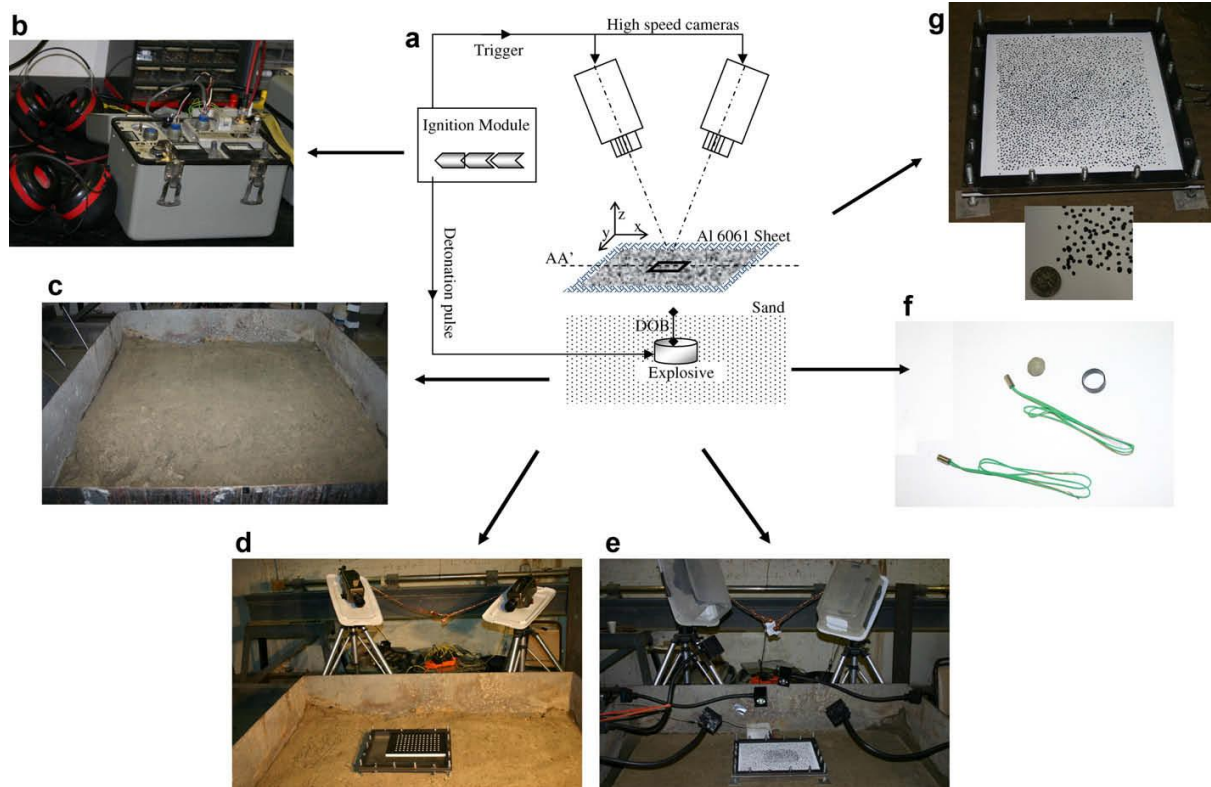 b
a
High speed cameras
Trigger
g
Ignition Module
Detonation pulse
z
y
x
Al 6061 Sheet
AA'
c
Sand
DOB
Explosive
f
d
e